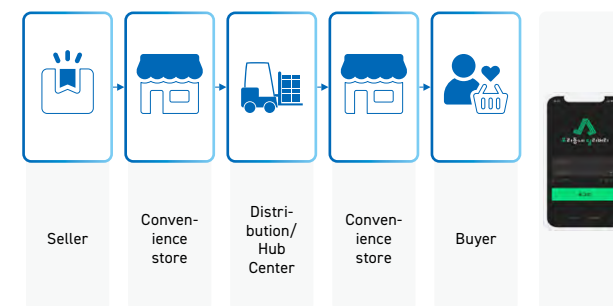 Seller
Conven-
ience
store
Distri-
bution/
Hub
Center
Conven-
ience
store
Buyer